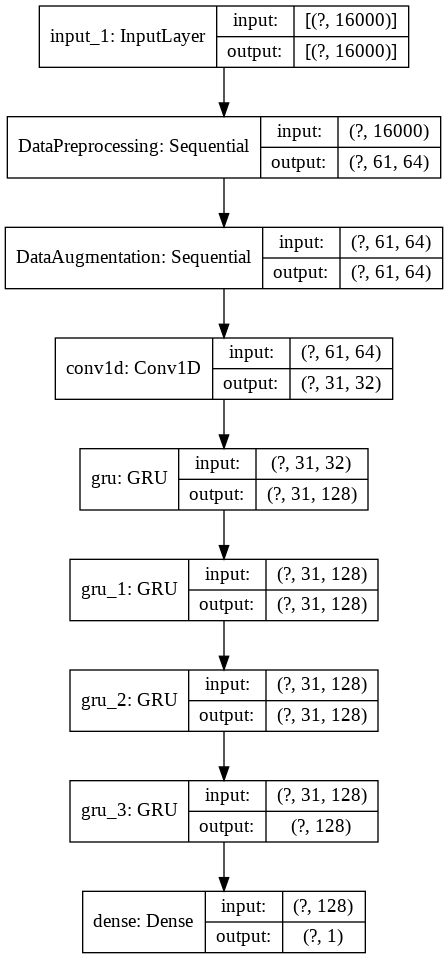 input_1: InputLayer
input: [(?, 16000)]
output: [(?, 16000)]
DataPreprocessing: Sequential
input: (?, 16000)
output: (?, 61, 64)
DataAugmentation: Sequential
input: (?, 61, 64)
output: (?, 61, 64)
conv1d: Conv1D
input: (?, 61, 64)
output: (?, 31, 32)
gru: GRU
input: (?, 31, 32)
output: (?, 31, 128)
gru_1: GRU
input: (?, 31, 128)
output: (?, 31, 128)
gru_2: GRU
input: (?, 31, 128)
output: (?, 31, 128)
gru_3: GRU
input: (?, 31, 128)
output: (?, 128)
dense: Dense
input: (?, 128)
output: (?, 1)